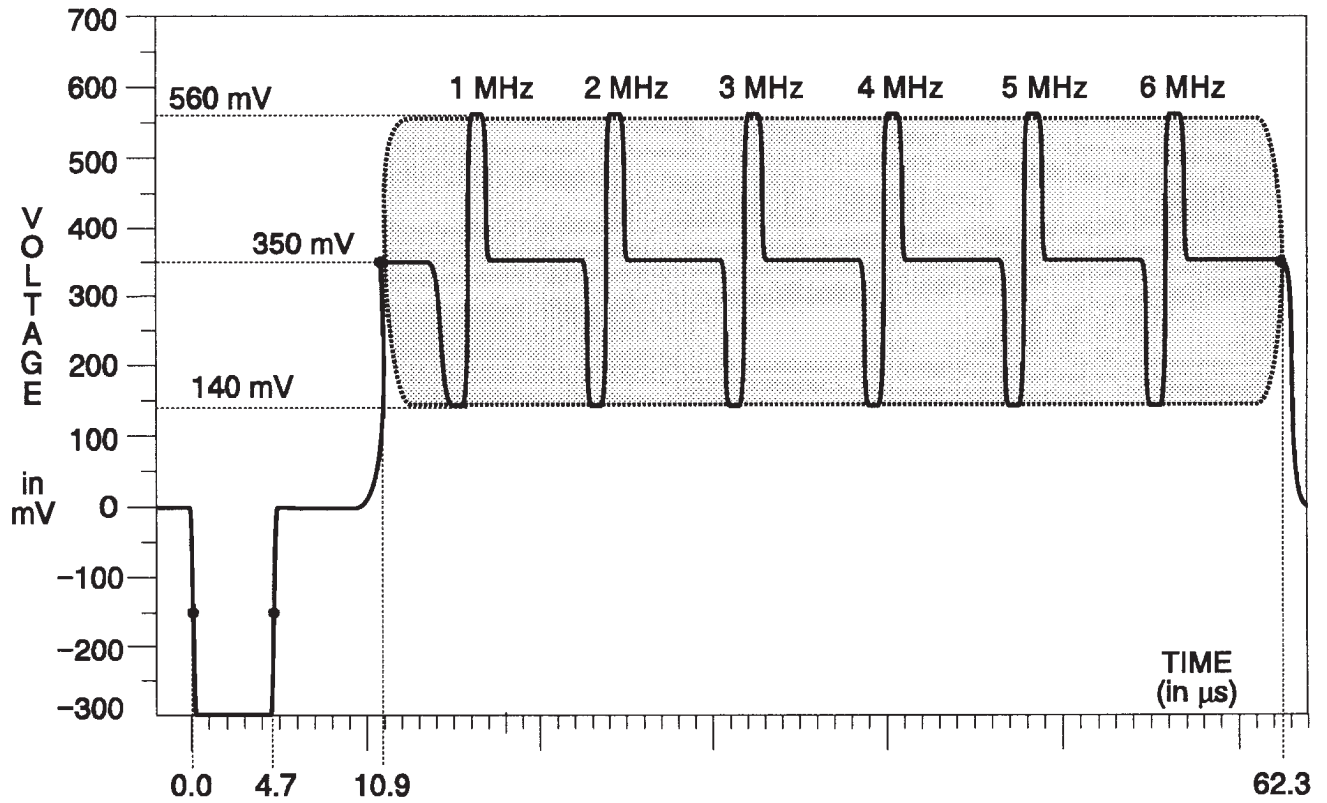 700
600
560 mV
1 MHz 2 MHz 3 MHz 4 MHz 5 MHz 6 MHz
500
400
350 mV
300
200
140 mV
100
0
−100
−200
−300
VOLTAGE
in
mV
TIME
(in µs)
0.0 4.7 10.9 62.3